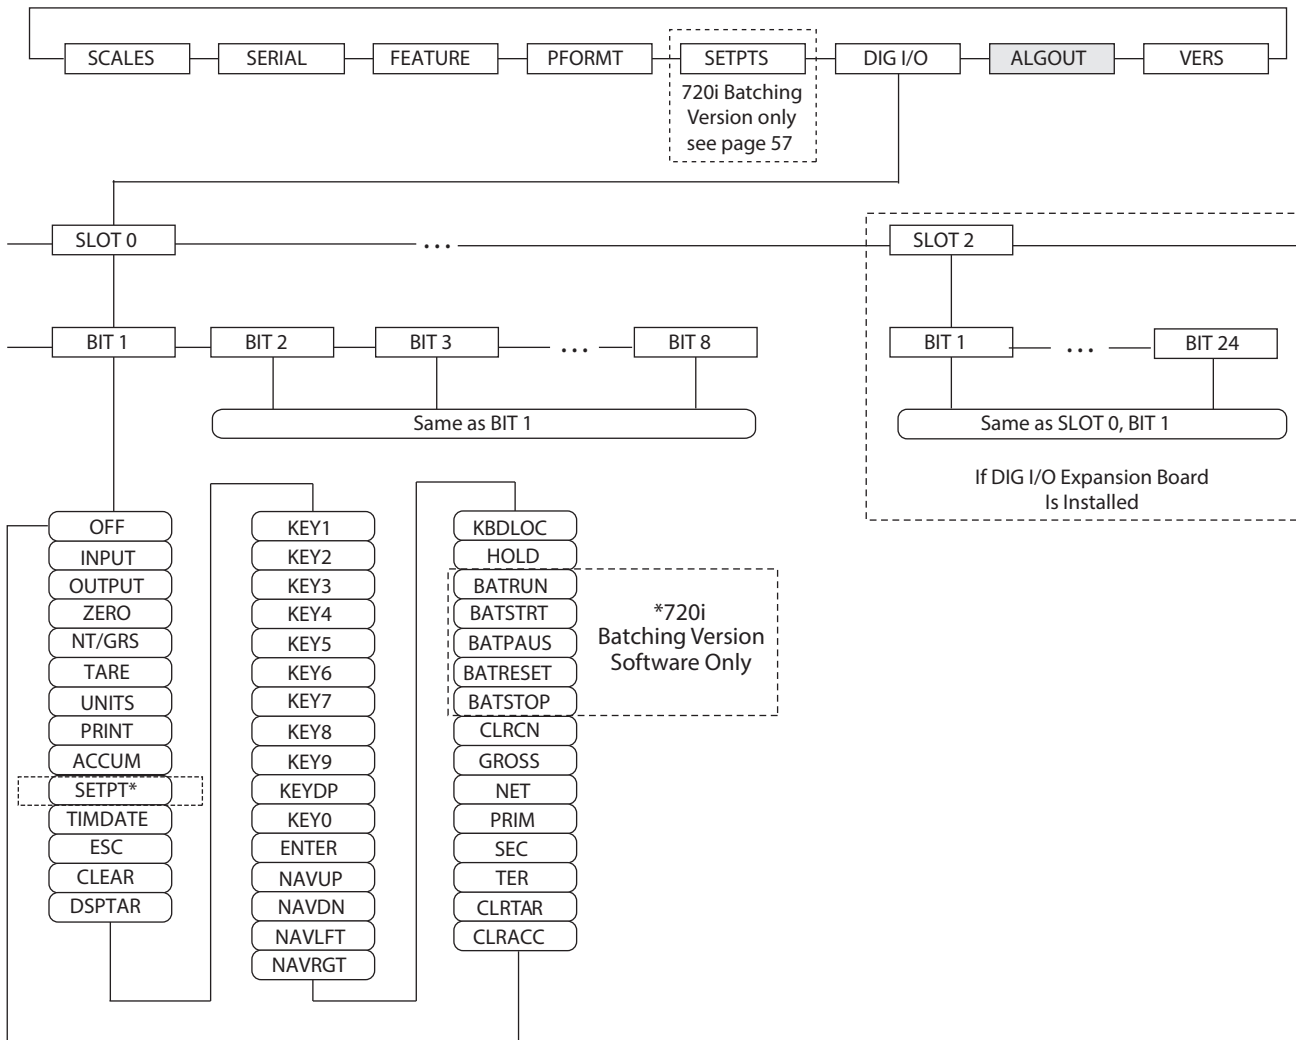 SCALES SERIAL FEATURE PFORMT SETPTS DIG I/O ALGOUT VERS
720i Batching
Version only
see page 57
SLOT 0 ... SLOT 2
BIT 1 BIT 2 BIT 3 ... BIT 8
Same as BIT 1
BIT 1 ... BIT 24
Same as SLOT 0, BIT 1
If DIG I/O Expansion Board
Is Installed
OFF
INPUT
OUTPUT
ZERO
NT/GRS
TARE
UNITS
PRINT
ACCUM
SETPT*
TIMDATE
ESC
CLEAR
DSPTAR
KEY1
KEY2
KEY3
KEY4
KEY5
KEY6
KEY7
KEY8
KEY9
KEYDP
KEY0
ENTER
NAVUP
NAVDN
NAVLFT
NAVRGT
KBDLOC
HOLD
BATRUN
BATSTRT
BATPAUS
BATRESET
BATSTOP
CLRCN
GROSS
NET
PRIM
SEC
TER
CLRTAR
CLRACC
*720i
Batching Version
Software Only